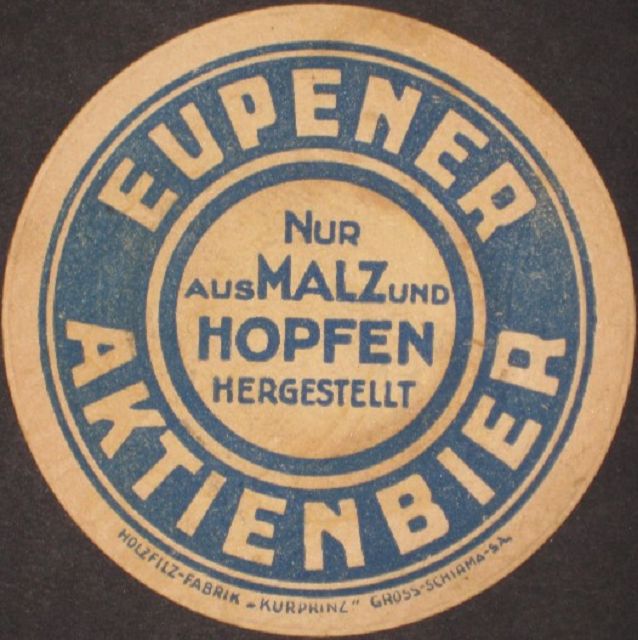 EUPENER
NUR
AUS MALZ UND
HOPFEN
HERGESTELLT
AKTIENBIER
HOLZFILZ-FABRIK „KURPRINZ" GROSS-SCHIRMA-SA.